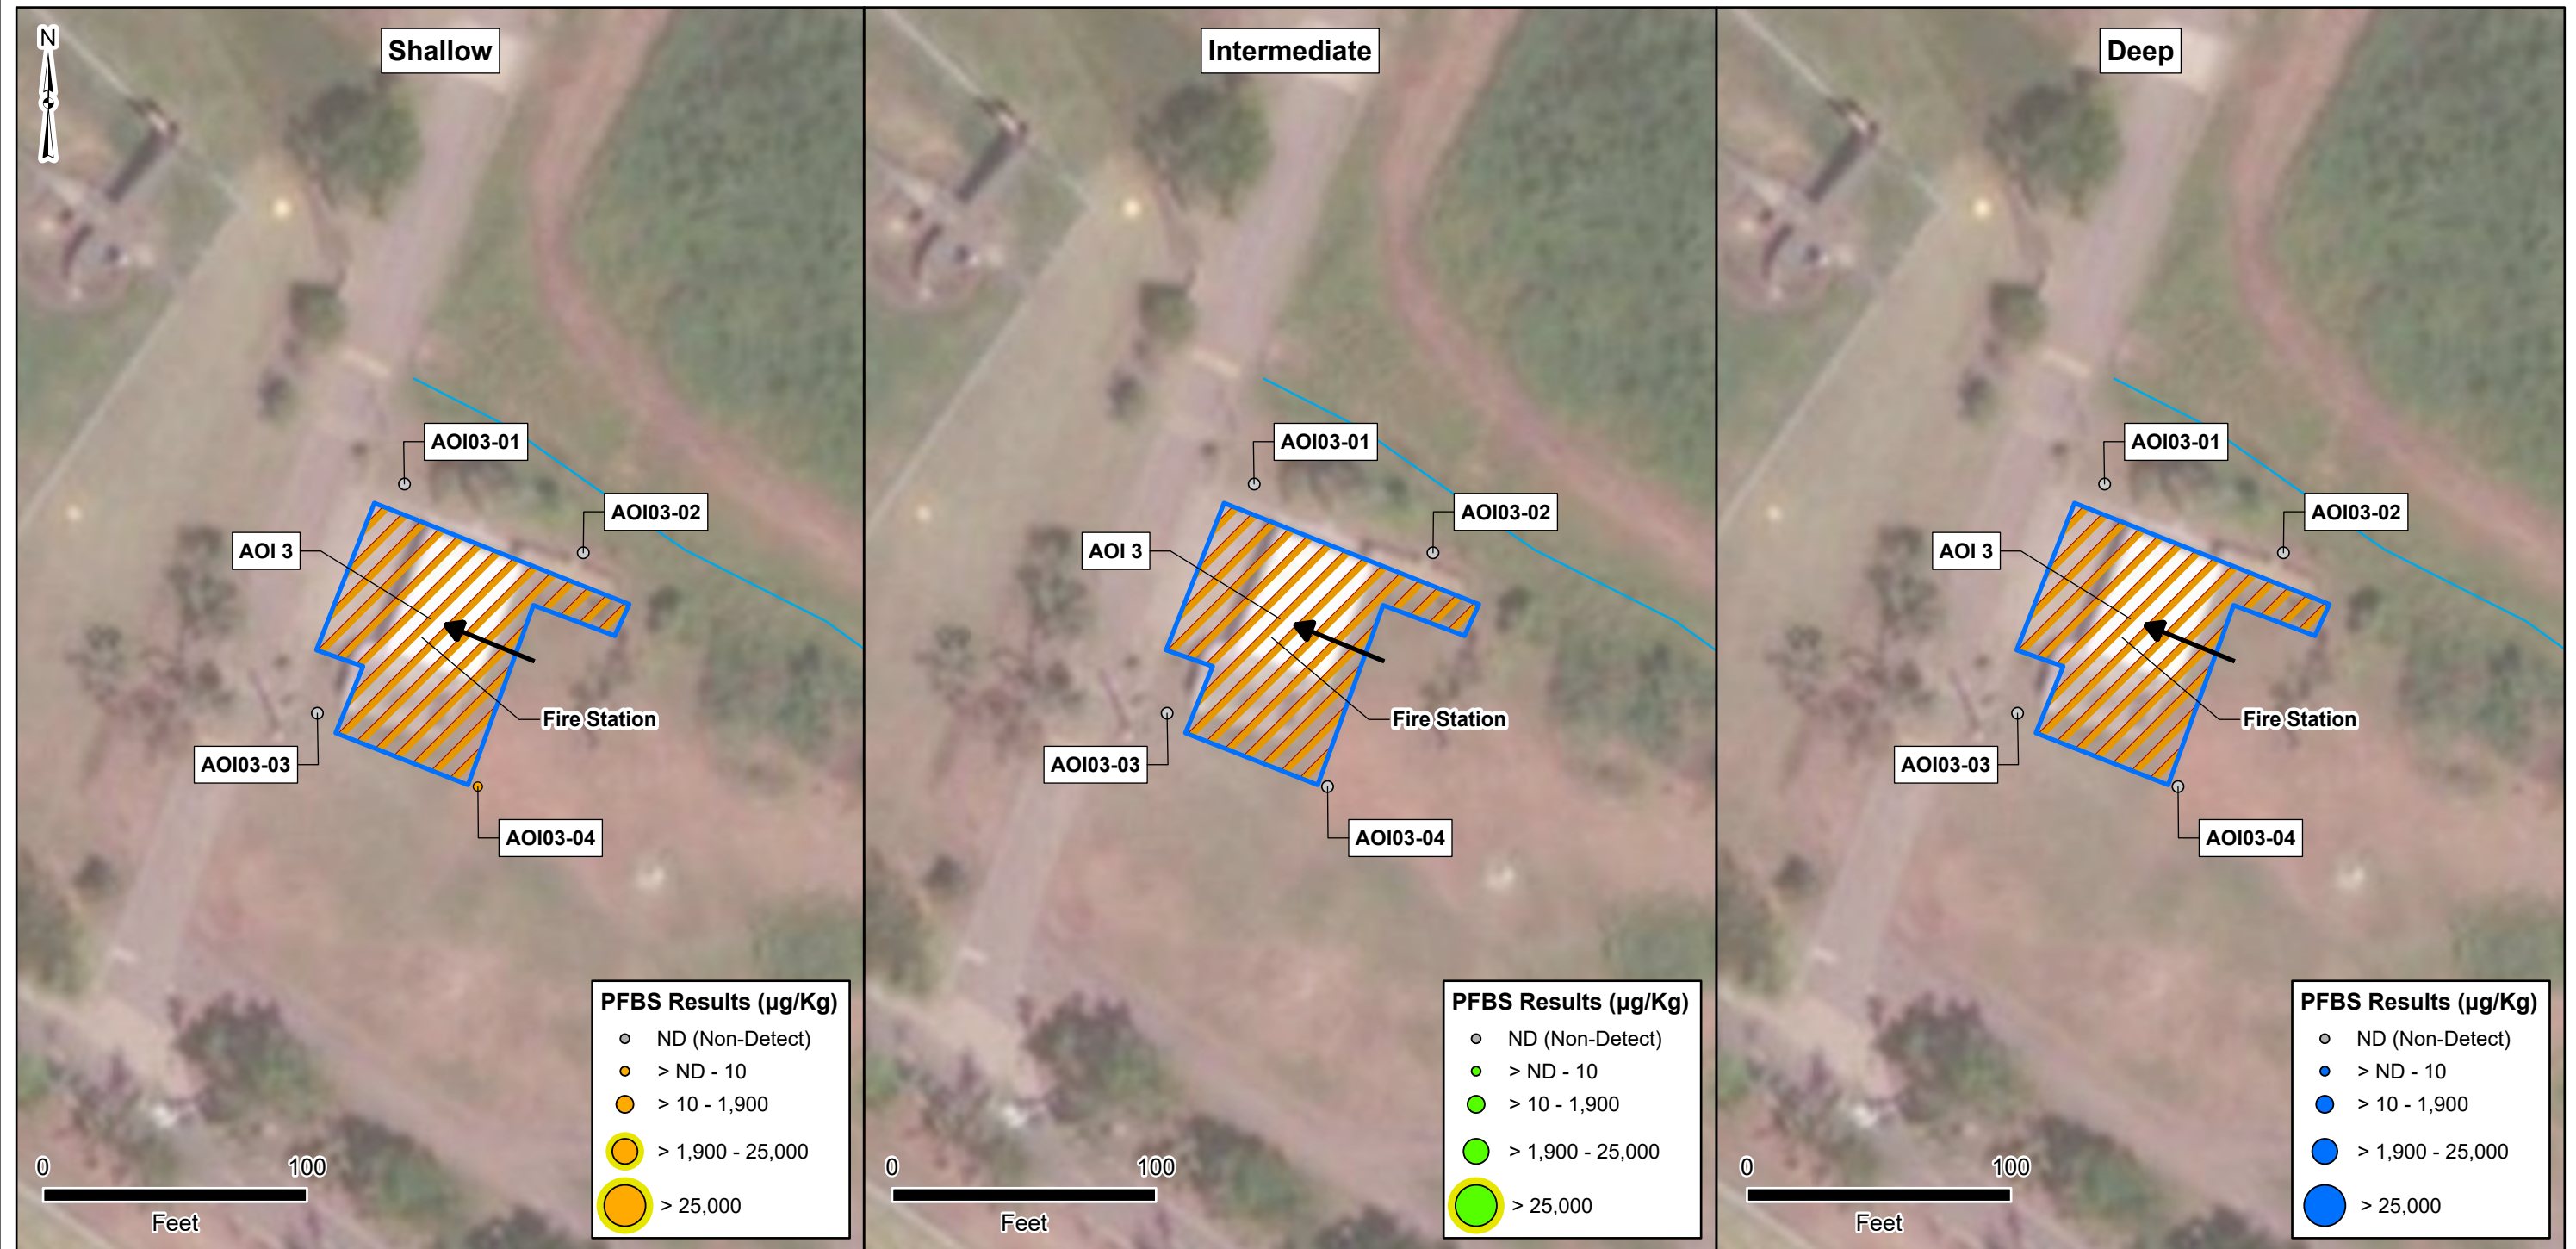 N
Shallow
AOI03-01
AOI03-02
AOI 3
Fire Station
AOI03-03
AOI03-04
PFBS Results (µg/Kg)
ND (Non-Detect)
> ND - 10
> 10 - 1,900
> 1,900 - 25,000
> 25,000
0 100
Feet
Intermediate
AOI03-01
AOI03-02
AOI 3
Fire Station
AOI03-03
AOI03-04
PFBS Results (µg/Kg)
ND (Non-Detect)
> ND - 10
> 10 - 1,900
> 1,900 - 25,000
> 25,000
0 100
Feet
Deep
AOI03-01
AOI03-02
AOI 3
Fire Station
AOI03-03
AOI03-04
PFBS Results (µg/Kg)
ND (Non-Detect)
> ND - 10
> 10 - 1,900
> 1,900 - 25,000
> 25,000
0 100
Feet